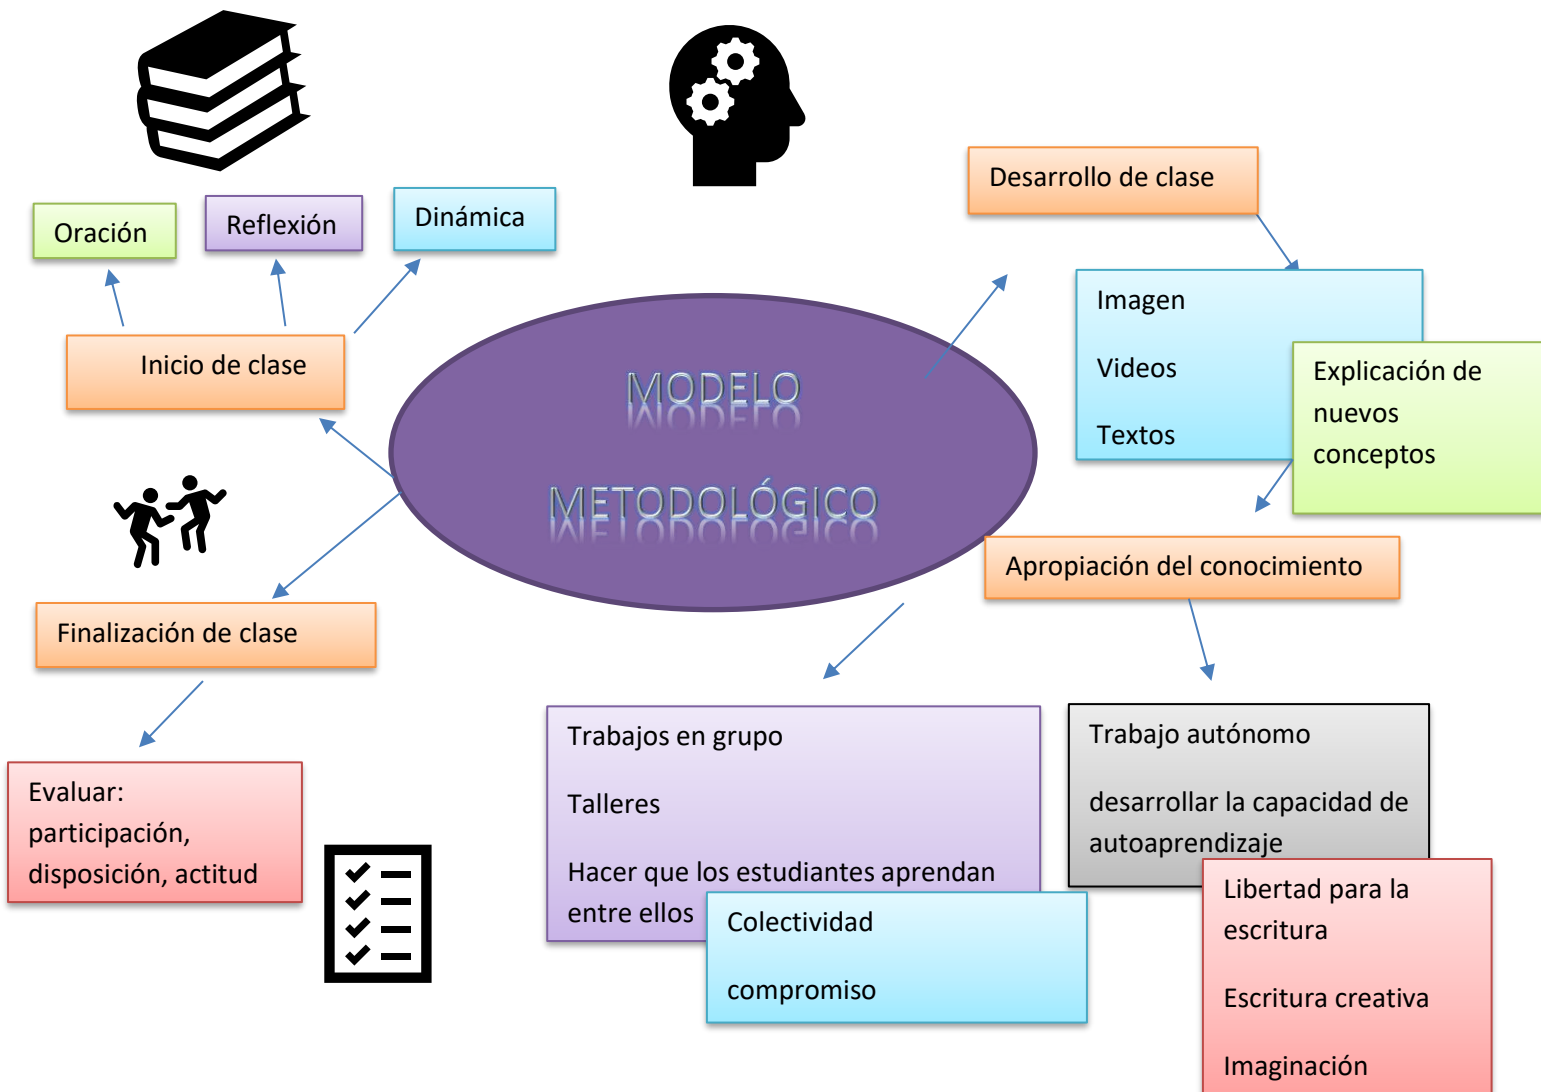 Desarrollo de clase
Oración
Reflexión
Dinámica
Inicio de clase
Imagen
Videos
Textos
Explicación de
nuevos
conceptos
MODELO
METODOLÓGICO
Apropiación del conocimiento
Finalización de clase
Evaluar:
participación,
disposición, actitud
Trabajos en grupo
Talleres
Hacer que los estudiantes aprendan
entre ellos
Colectividad
compromiso
Trabajo autónomo
desarrollar la capacidad de
autoaprendizaje
Libertad para la
escritura
Escritura creativa
Imaginación